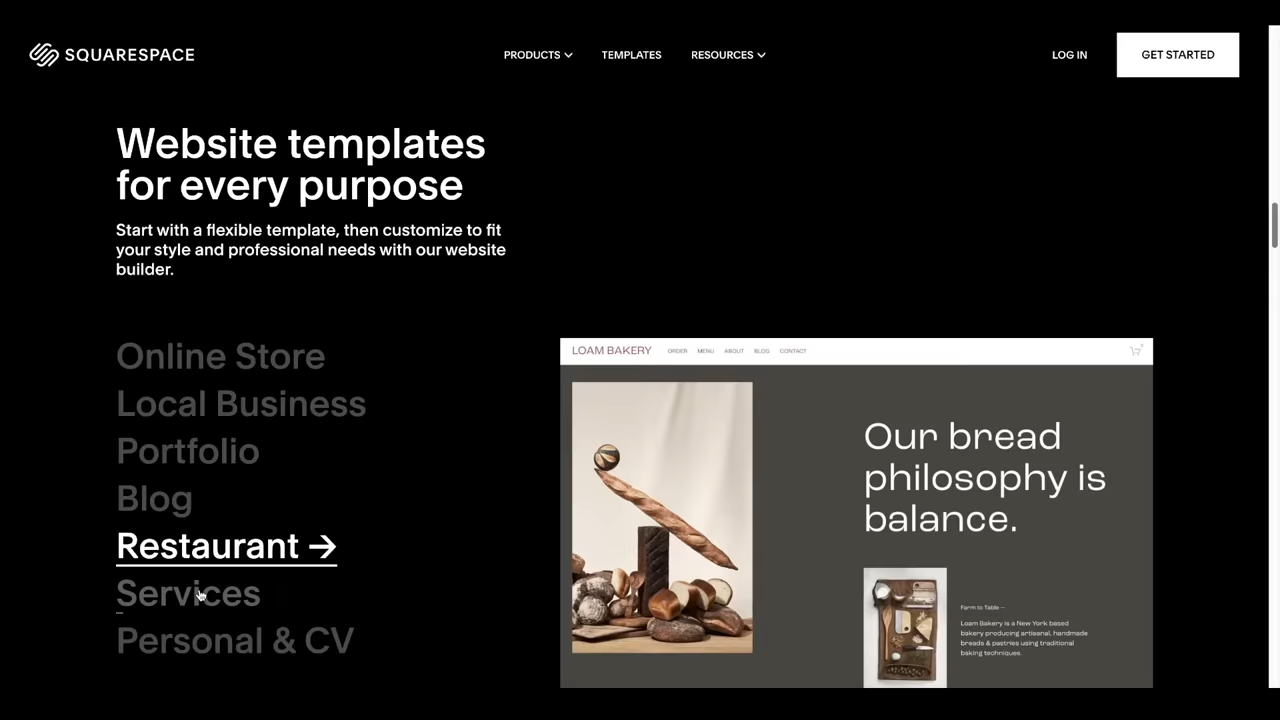 SQUARESPACE
PRODUCTS
TEMPLATES
RESOURCES
LOG IN
GET STARTED
Website templates
for every purpose
Start with a flexible template, then customize to fit
your style and professional needs with our website
builder.
Online Store
Local Business
Portfolio
Blog
Restaurant →
Services
Personal & CV
LOAM BAKERY
ORDER
MENU
ABOUT
BLOG
CONTACT
Our bread
philosophy is
balance.
Farm to Table —
Loam Bakery is a New York based
bakery producing artisanal, handmade
breads & pastries using traditional
baking techniques.